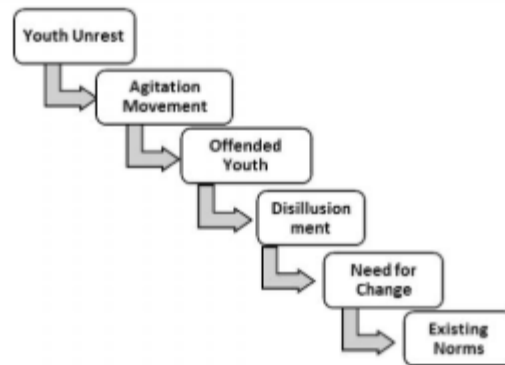 Youth Unrest
Agitation
Movement
Offended
Youth
Disillusion
ment
Need for
Change
Existing
Norms